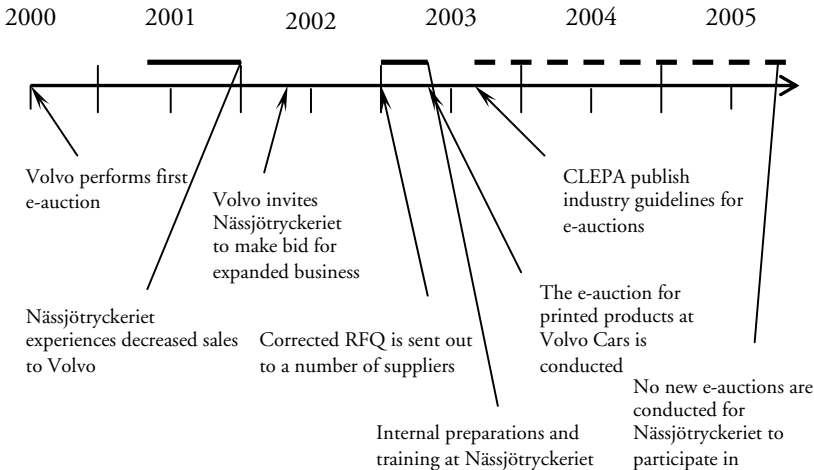 2000 2001 2002 2003 2004 2005
Volvo performs first
e-auction
Volvo invites
Nässjötryckeriet
to make bid for
expanded business
CLEPA publish
industry guidelines for
e-auctions
Nässjötryckeriet
experiences decreased sales
to Volvo
Corrected RFQ is sent out
to a number of suppliers
The e-auction for
printed products at
Volvo Cars is
conducted
Internal preparations and
training at Nässjötryckeriet
No new e-auctions are
conducted for
Nässjötryckeriet to
participate in